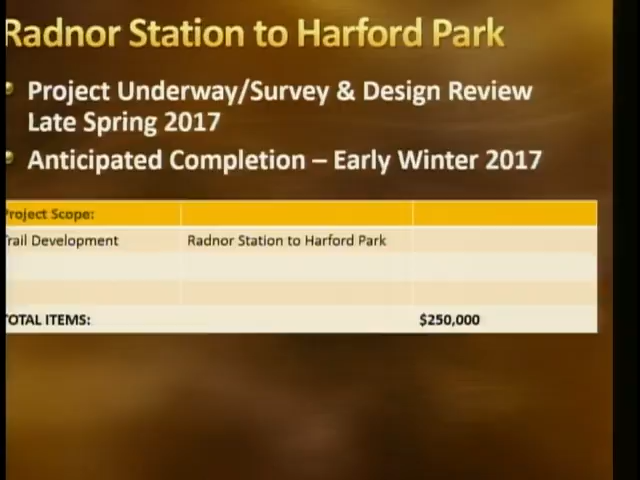 Radnor Station to Harford Park
Project Underway/Survey & Design Review
Late Spring 2017
Anticipated Completion – Early Winter 2017
Project Scope:
Trail Development Radnor Station to Harford Park
TOTAL ITEMS: $250,000